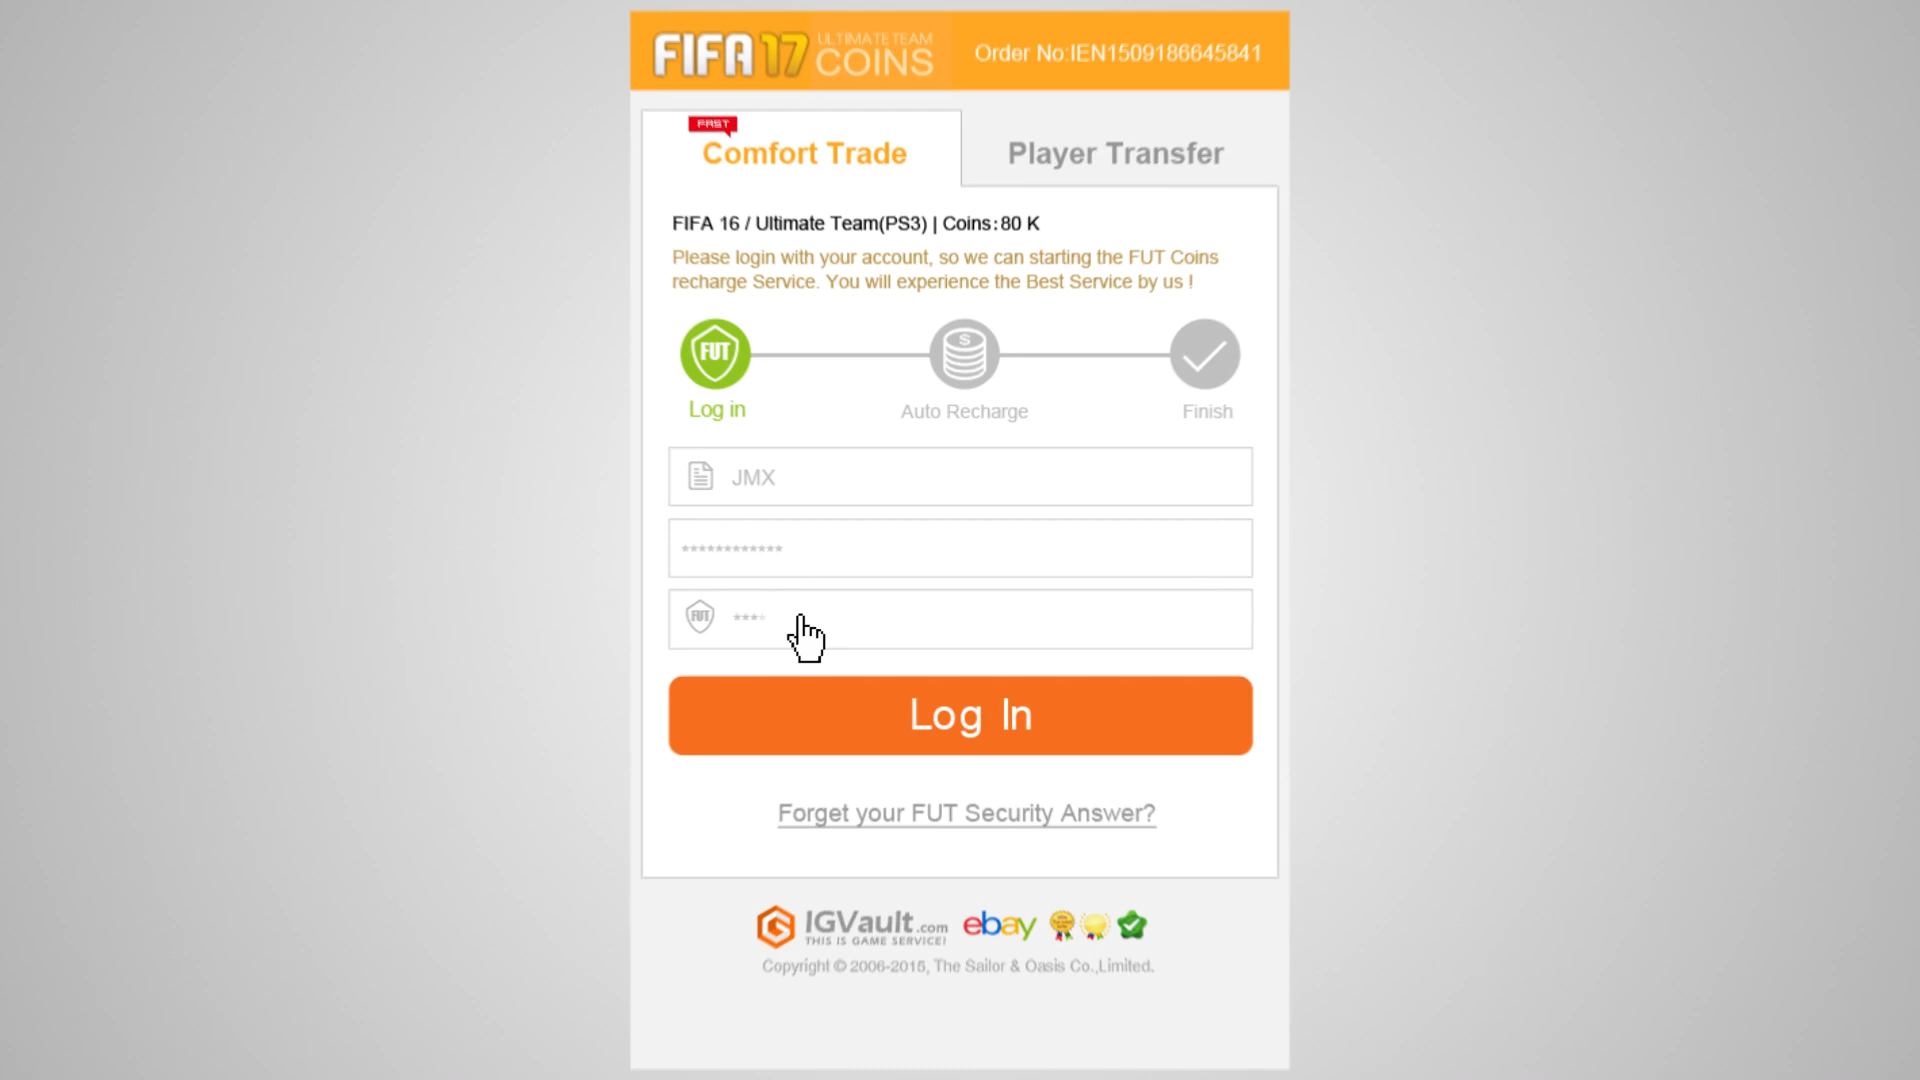 FIFA 17 ULTIMATE TEAM COINS
Order No:IEN1509186645841
FAST
Comfort Trade
Player Transfer
FIFA 16 / Ultimate Team(PS3) | Coins:80 K
Please login with your account, so we can starting the FUT Coins
recharge Service. You will experience the Best Service by us !
FUT
$
Log in
Auto Recharge
Finish
JMX
************
FUT ****
Log In
Forget your FUT Security Answer?
IGVault.com
THIS IS GAME SERVICE!
ebay
Copyright © 2006-2015, The Sailor & Oasis Co.,Limited.